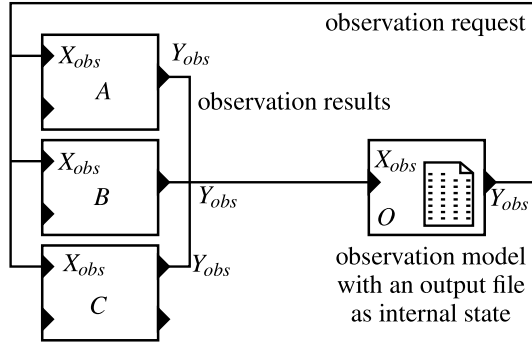 observation request
X_obs
Y_obs
A
observation results
X_obs
B
Y_obs
X_obs
O
Y_obs
X_obs
Y_obs
C
observation model
with an output file
as internal state